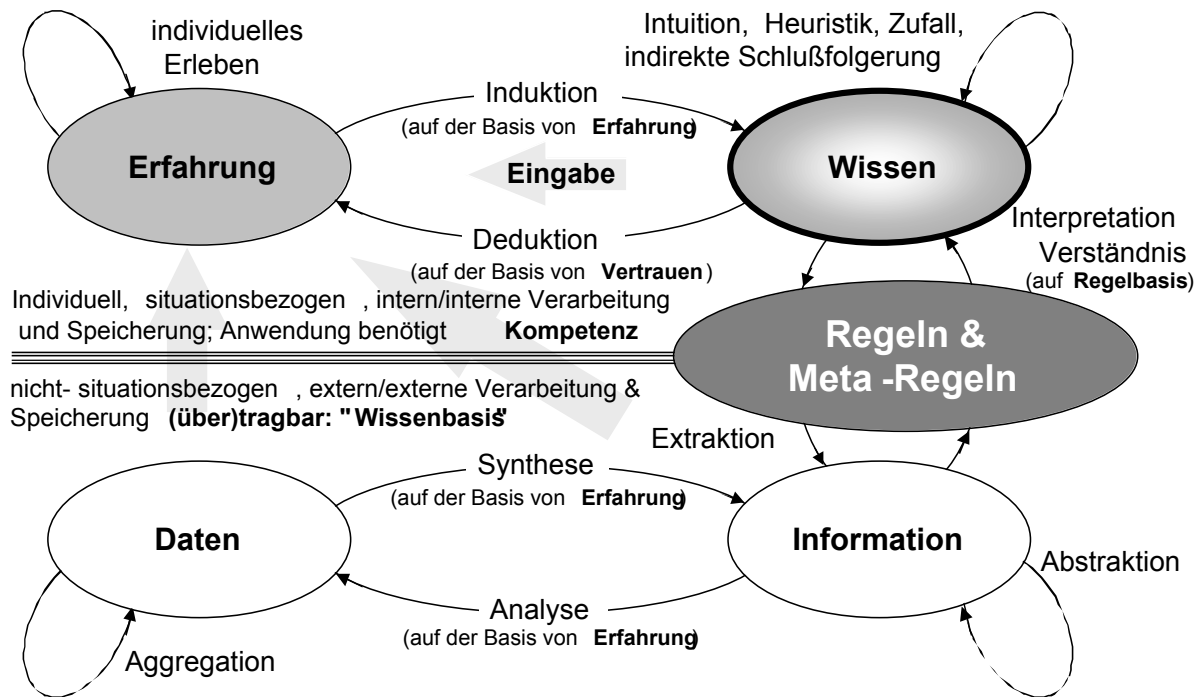 individuelles
Erleben
Intuition, Heuristik, Zufall,
indirekte Schlußfolgerung
Induktion
(auf der Basis von Erfahrung)
Erfahrung
Eingabe
Wissen
Deduktion
(auf der Basis von Vertrauen)
Interpretation
Verständnis
(auf Regelbasis)
Individuell, situationsbezogen , intern/interne Verarbeitung
und Speicherung; Anwendung benötigt Kompetenz
Regeln &
Meta -Regeln
nicht- situationsbezogen , extern/externe Verarbeitung &
Speicherung (über)tragbar: "Wissenbasis"
Extraktion
Synthese
(auf der Basis von Erfahrung)
Daten
Information
Abstraktion
Analyse
(auf der Basis von Erfahrung)
Aggregation